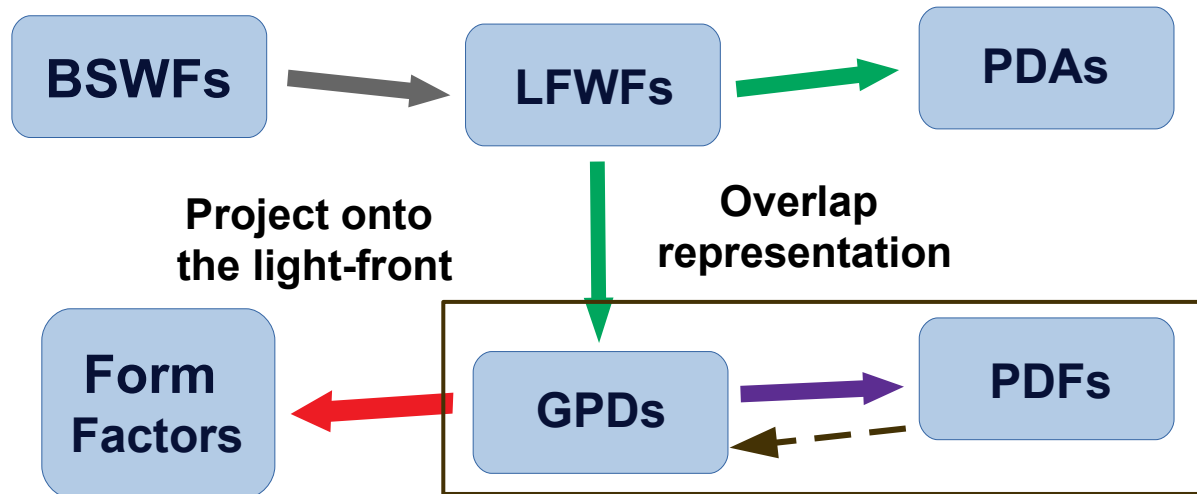 BSWFs
LFWFs
PDAs
Project onto
the light-front
Overlap
representation
Form
Factors
GPDs
PDFs